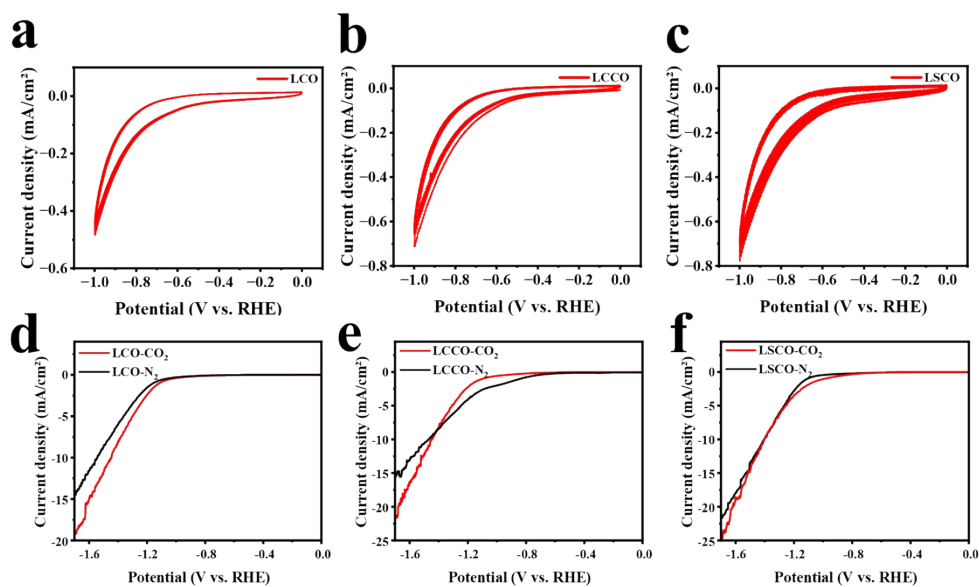 a
LCO
Current density (mA/cm²)
0.0
−0.2
−0.4
−0.6
−1.0 −0.8 −0.6 −0.4 −0.2 0.0
Potential (V vs. RHE)
b
LCCO
Current density (mA/cm²)
0.0
−0.2
−0.4
−0.6
−0.8
−1.0 −0.8 −0.6 −0.4 −0.2 0.0
Potential (V vs. RHE)
c
LSCO
Current density (mA/cm²)
0.0
−0.2
−0.4
−0.6
−0.8
−1.0 −0.8 −0.6 −0.4 −0.2 0.0
Potential (V vs. RHE)
d
LCO-CO₂
LCO-N₂
Current density (mA/cm²)
0
-5
-10
-15
-20
-1.6 -1.2 -0.8 -0.4 0.0
Potential (V vs. RHE)
e
LCCO-CO₂
LCCO-N₂
Current density (mA/cm²)
0
-5
-10
-15
-20
-25
-1.6 -1.2 -0.8 -0.4 0.0
Potential (V vs. RHE)
f
LSCO-CO₂
LSCO-N₂
Current density (mA/cm²)
0
-5
-10
-15
-20
-25
-1.6 -1.2 -0.8 -0.4 0.0
Potential (V vs. RHE)